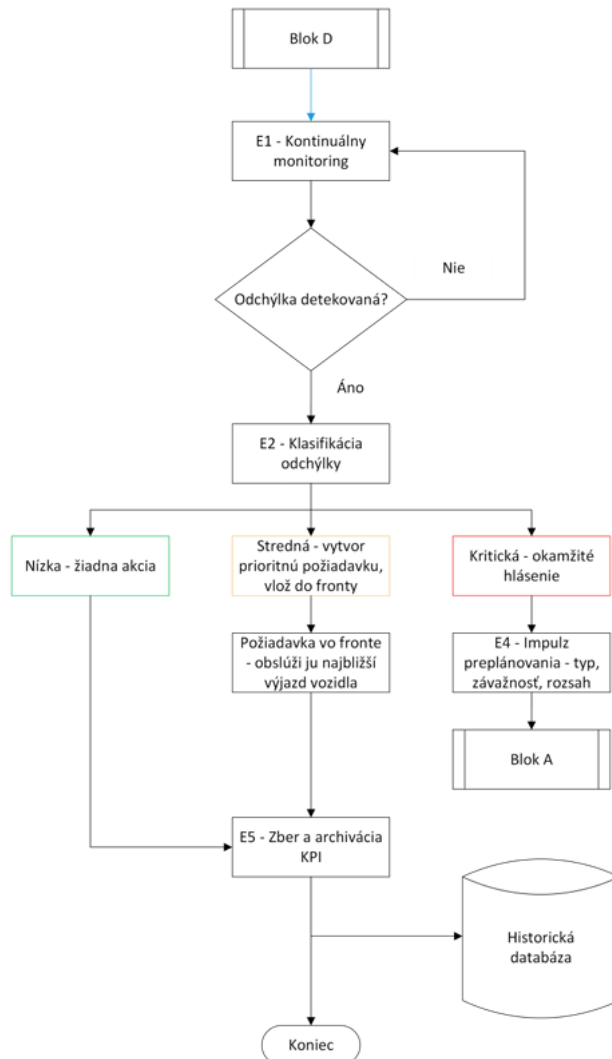 Blok D
E1 - Kontinuálny
monitoring
Nie
Odchýlka detekovaná?
Áno
E2 - Klasifikácia
odchýlky
Nízka - žiadna akcia
Stredná - vytvor
prioritnú požiadavku,
vlož do fronty
Kritická - okamžité
hlásenie
Požiadavka vo fronte
- obslúži ju najbližší
výjazd vozidla
E4 - Impulz
preplánovania - typ,
závažnosť, rozsah
Blok A
E5 - Zber a archivácia
KPI
Historická
databáza
Koniec